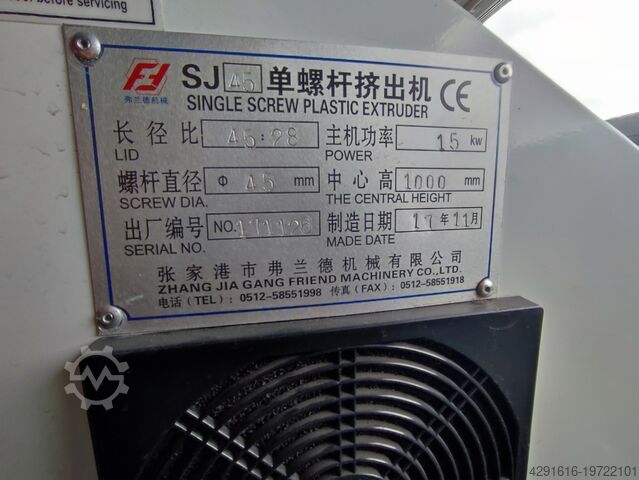 before servicing
SJ 45 单螺杆挤出机 CE
弗兰德机械
SINGLE SCREW PLASTIC EXTRUDER
长径比 45:28 主机功率 15 kw
LID POWER
螺杆直径 Φ 45 mm 中心高 1000 mm
SCREW DIA. THE CENTRAL HEIGHT
出厂编号 NO. 171126 制造日期 17年11月
SERIAL NO. MADE DATE
张家港市弗兰德机械有限公司
ZHANG JIA GANG FRIEND MACHINERY CO.,LTD.
电话(TEL):0512-58551998 传真(FAX):0512-58551918
4291616-19722101